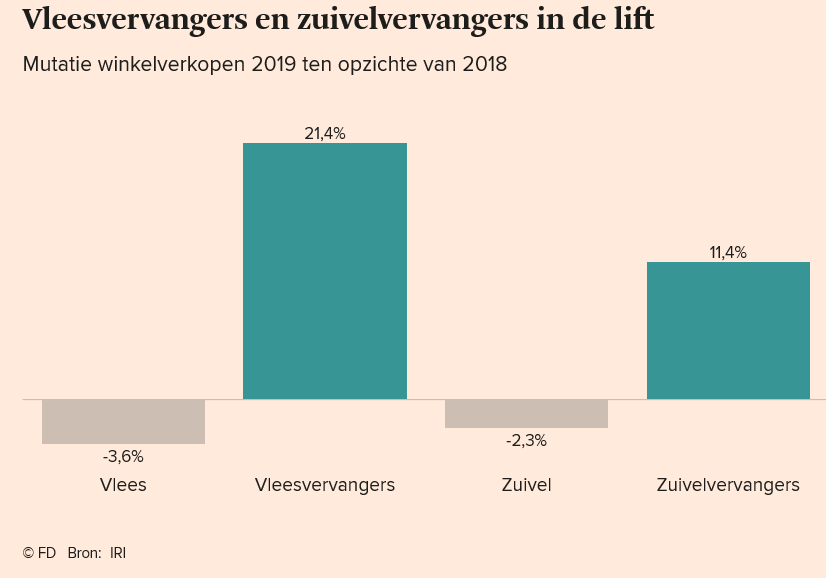 Vleesvervangers en zuivelvervangers in de lift
Mutatie winkelverkopen 2019 ten opzichte van 2018
21,4%
11,4%
-3,6%
-2,3%
Vlees
Vleesvervangers
Zuivel
Zuivelvervangers
© FD Bron: IRI